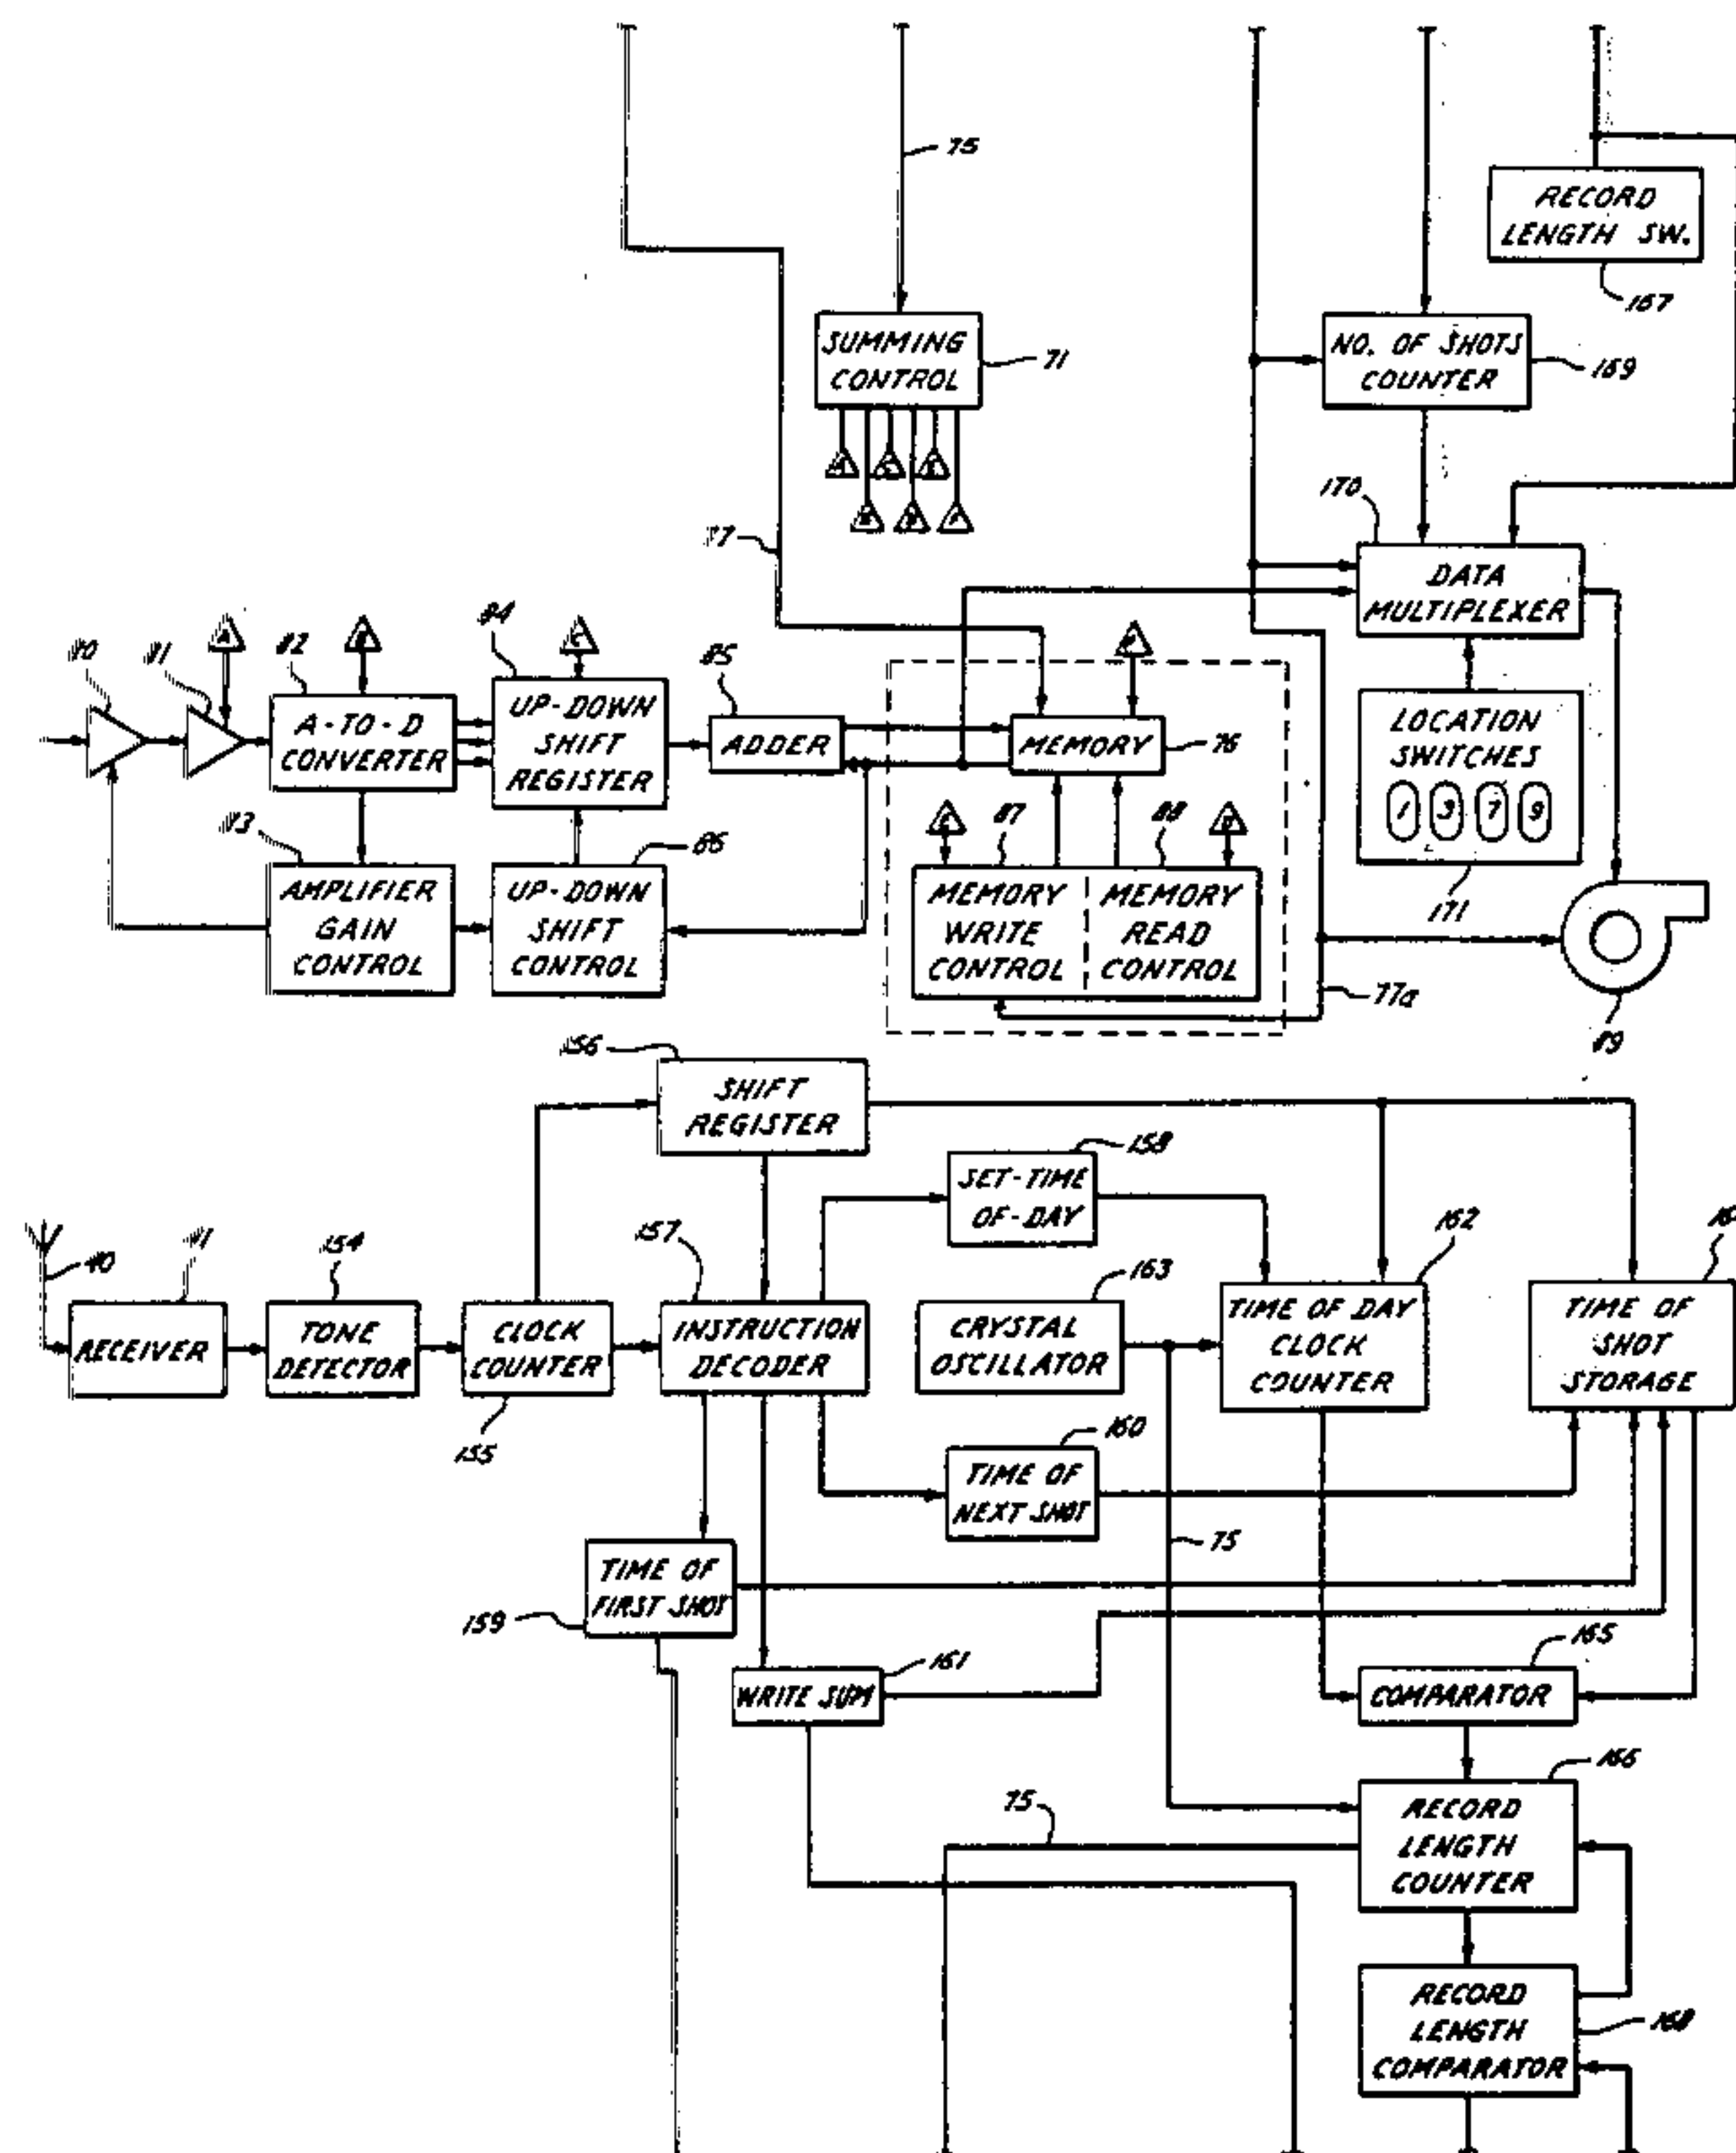 75
RECORD
LENGTH SW.
167
SUMMING
CONTROL
71
NO. OF SHOTS
COUNTER
169
170
77
DATA
MULTIPLEXER
84
A
C
82
85
A-TO-D
CONVERTER
UP-DOWN
SHIFT
REGISTER
ADDER
MEMORY
76
LOCATION
SWITCHES
1 3 7 9
171
87
88
86
AMPLIFIER
GAIN
CONTROL
UP-DOWN
SHIFT
CONTROL
MEMORY
WRITE
CONTROL
MEMORY
READ
CONTROL
77a
89
156
SHIFT
REGISTER
158
SET-TIME
OF-DAY
157
154
162
40
163
RECEIVER
TONE
DETECTOR
CLOCK
COUNTER
INSTRUCTION
DECODER
CRYSTAL
OSCILLATOR
TIME OF DAY
CLOCK
COUNTER
TIME OF
SHOT
STORAGE
155
160
TIME OF
NEXT SHOT
75
TIME OF
FIRST SHOT
159
161
WRITE SUM
165
COMPARATOR
166
75
RECORD
LENGTH
COUNTER
RECORD
LENGTH
COMPARATOR
168